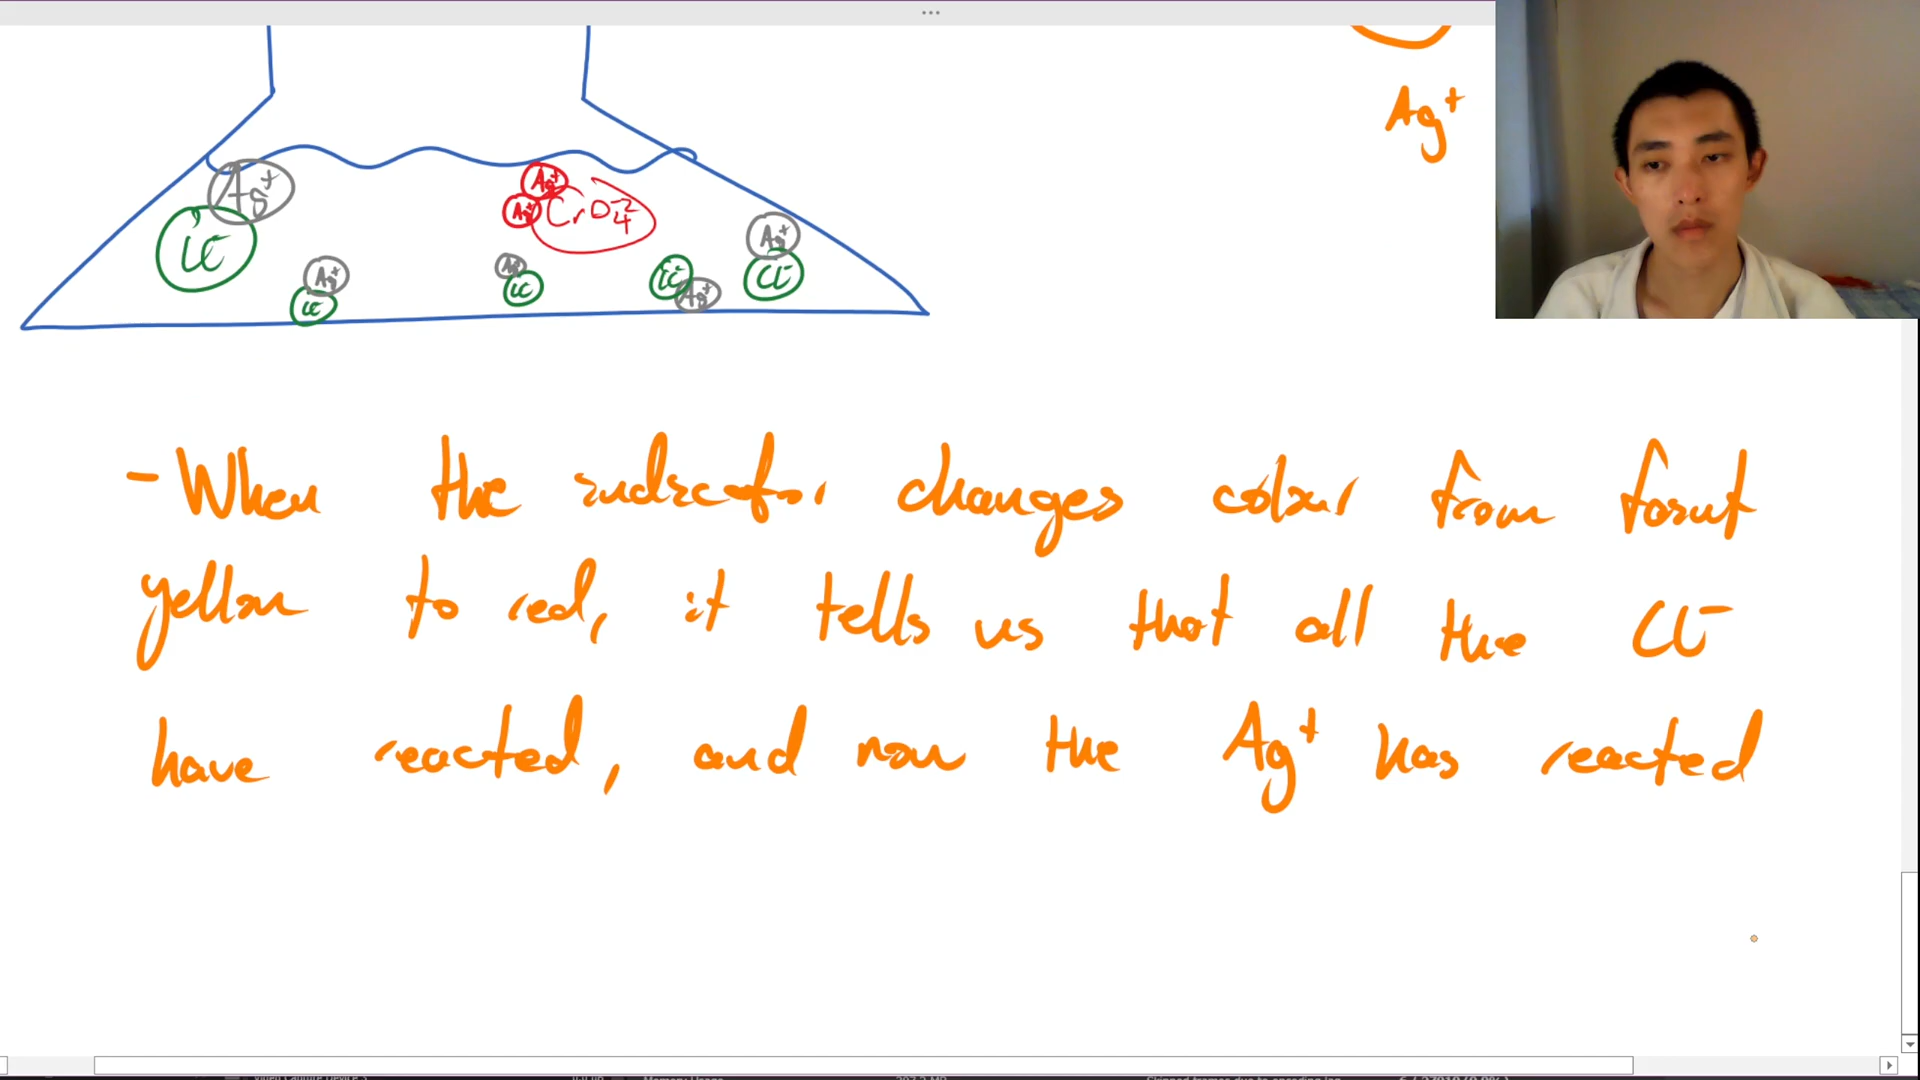 Ag⁺
Ag⁺
Cl⁻
Ag⁺
Ag⁺
CrO₄⁻²
Ag⁺
Cl⁻
Ag⁺
Cl⁻
Cl⁻
Ag⁺
Ag⁺
Cl⁻
- When the indicator changes colour from faint
yellow to red, it tells us that all the Cl⁻
have reacted, and now the Ag⁺ has reacted